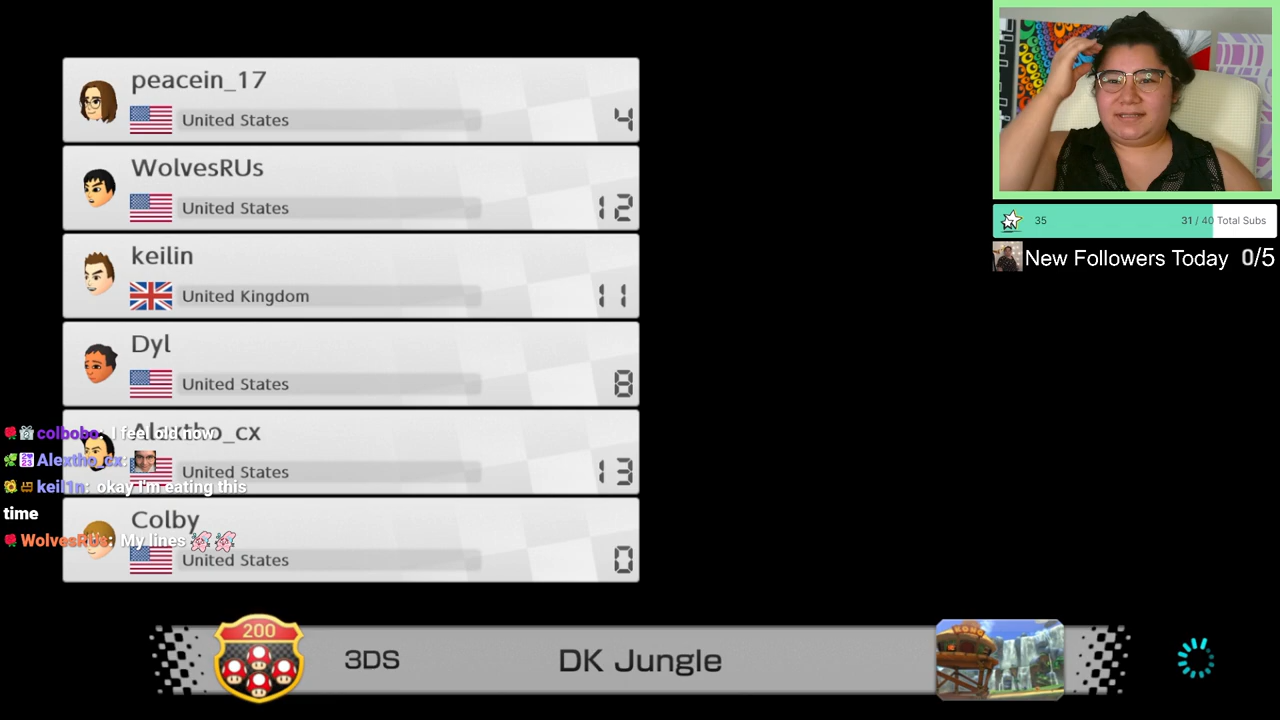 peacein_17
United States
4
WolvesRUs
United States
12
keilin
United Kingdom
11
Dyl
United States
8
Alextho_cx
United States
13
Colby
United States
0
colbobo: I feel old now
Alextho_cx:
keil1n: okay I'm eating this
time
WolvesRUs: My lines
35
31 / 40 Total Subs
New Followers Today 0/5
200
3DS
DK Jungle
KONG